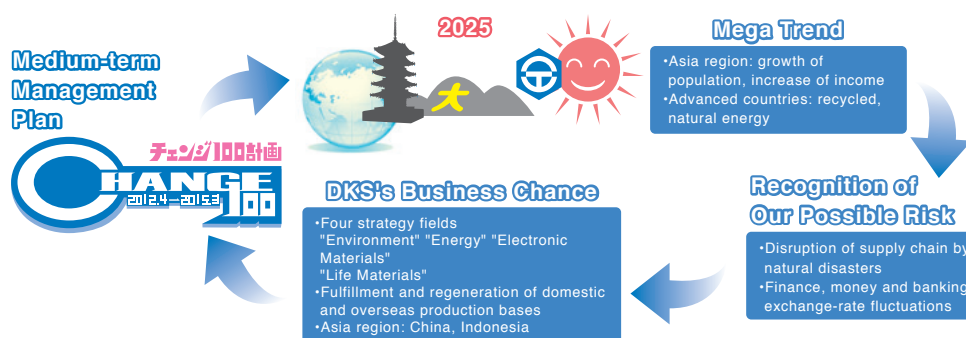 Medium-term
Management
Plan
チェンジ100計画
CHANGE
2012.4—2015.3
100
2025
大
Mega Trend
•Asia region: growth of
population, increase of income
•Advanced countries: recycled,
natural energy
Recognition of
Our Possible Risk
•Disruption of supply chain by
natural disasters
•Finance, money and banking
exchange-rate fluctuations
DKS's Business Chance
•Four strategy fields
"Environment" "Energy" "Electronic
Materials"
"Life Materials"
•Fulfillment and regeneration of domestic
and overseas production bases
•Asia region: China, Indonesia